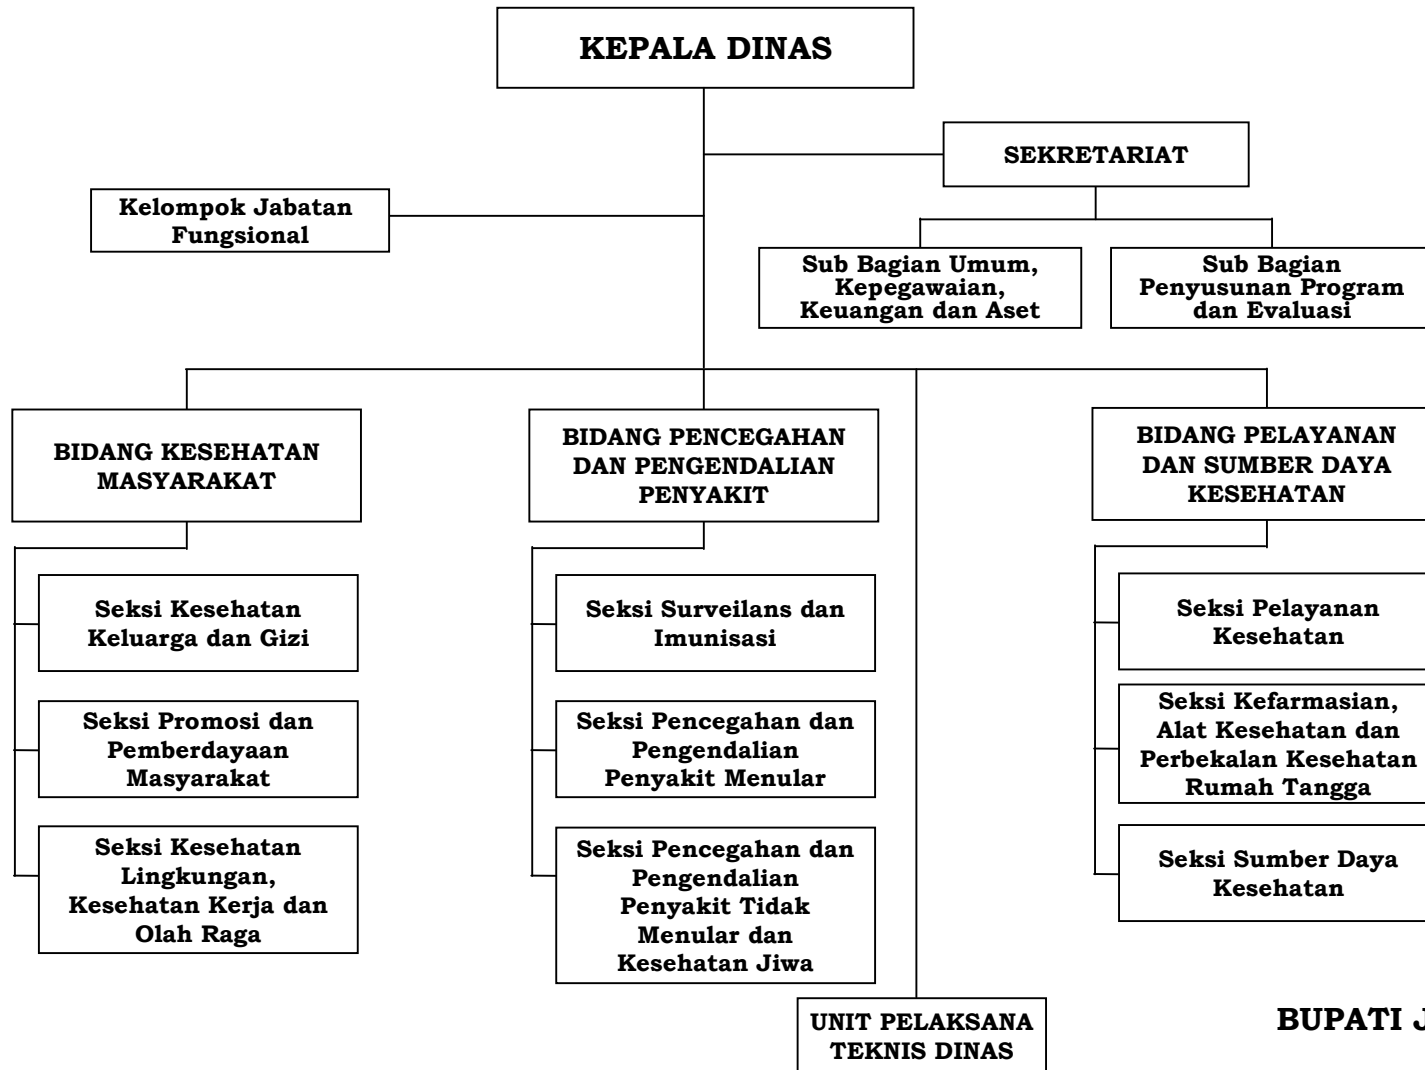 KEPALA DINAS
SEKRETARIAT
Kelompok Jabatan
Fungsional
Sub Bagian Umum,
Kepegawaian,
Keuangan dan Aset
Sub Bagian
Penyusunan Program
dan Evaluasi
BIDANG KESEHATAN
MASYARAKAT
BIDANG PENCEGAHAN
DAN PENGENDALIAN
PENYAKIT
BIDANG PELAYANAN
DAN SUMBER DAYA
KESEHATAN
Seksi Kesehatan
Keluarga dan Gizi
Seksi Promosi dan
Pemberdayaan
Masyarakat
Seksi Kesehatan
Lingkungan,
Kesehatan Kerja dan
Olah Raga
Seksi Surveilans dan
Imunisasi
Seksi Pencegahan dan
Pengendalian
Penyakit Menular
Seksi Pencegahan dan
Pengendalian
Penyakit Tidak
Menular dan
Kesehatan Jiwa
Seksi Pelayanan
Kesehatan
Seksi Kefarmasian,
Alat Kesehatan dan
Perbekalan Kesehatan
Rumah Tangga
Seksi Sumber Daya
Kesehatan
UNIT PELAKSANA
TEKNIS DINAS
BUPATI